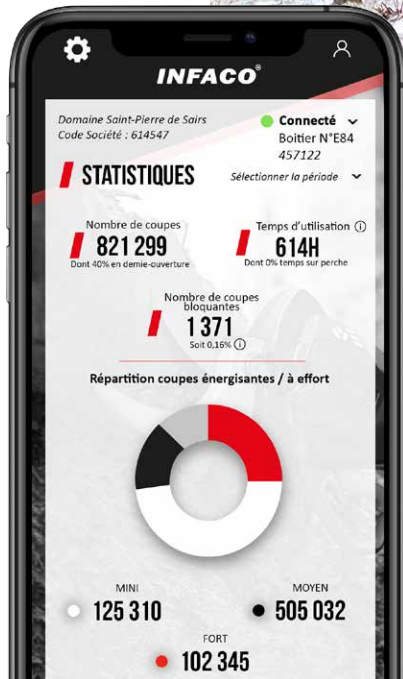 INFACO®
Domaine Saint-Pierre de Sairs
Code Société : 614547
Connecté
Boitier N°E84
457122
STATISTIQUES
Sélectionner la période
Nombre de coupes
821 299
Dont 40% en demie-ouverture
Temps d'utilisation
614H
Dont 0% temps sur perche
Nombre de coupes
bloquantes
1 371
Soit 0,16%
Répartition coupes énergisantes / à effort
MINI
125 310
MOYEN
505 032
FORT
102 345